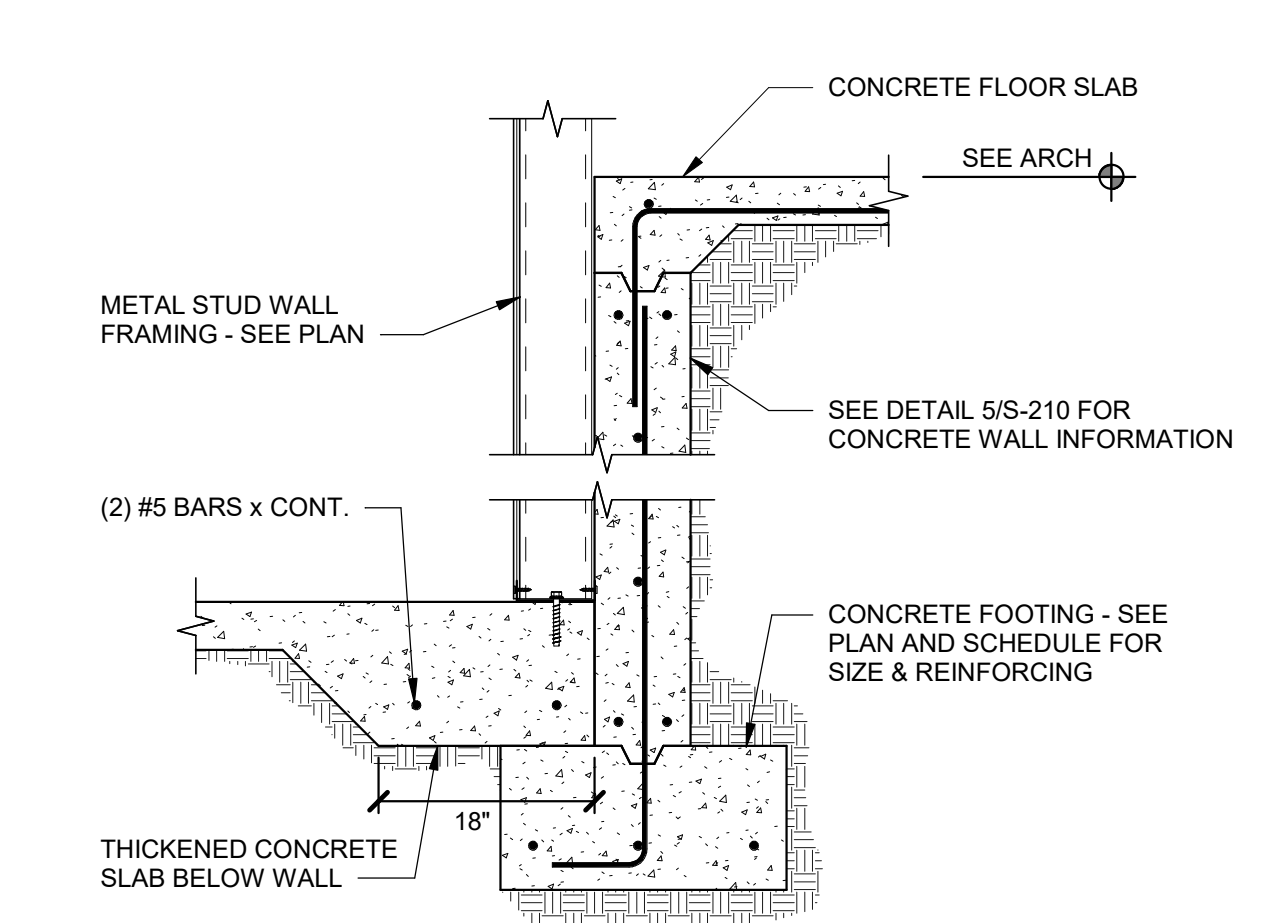 CONCRETE FLOOR SLAB
SEE ARCH
METAL STUD WALL
FRAMING - SEE PLAN
SEE DETAIL 5/S-210 FOR
CONCRETE WALL INFORMATION
(2) #5 BARS x CONT.
CONCRETE FOOTING - SEE
PLAN AND SCHEDULE FOR
SIZE & REINFORCING
18"
THICKENED CONCRETE
SLAB BELOW WALL